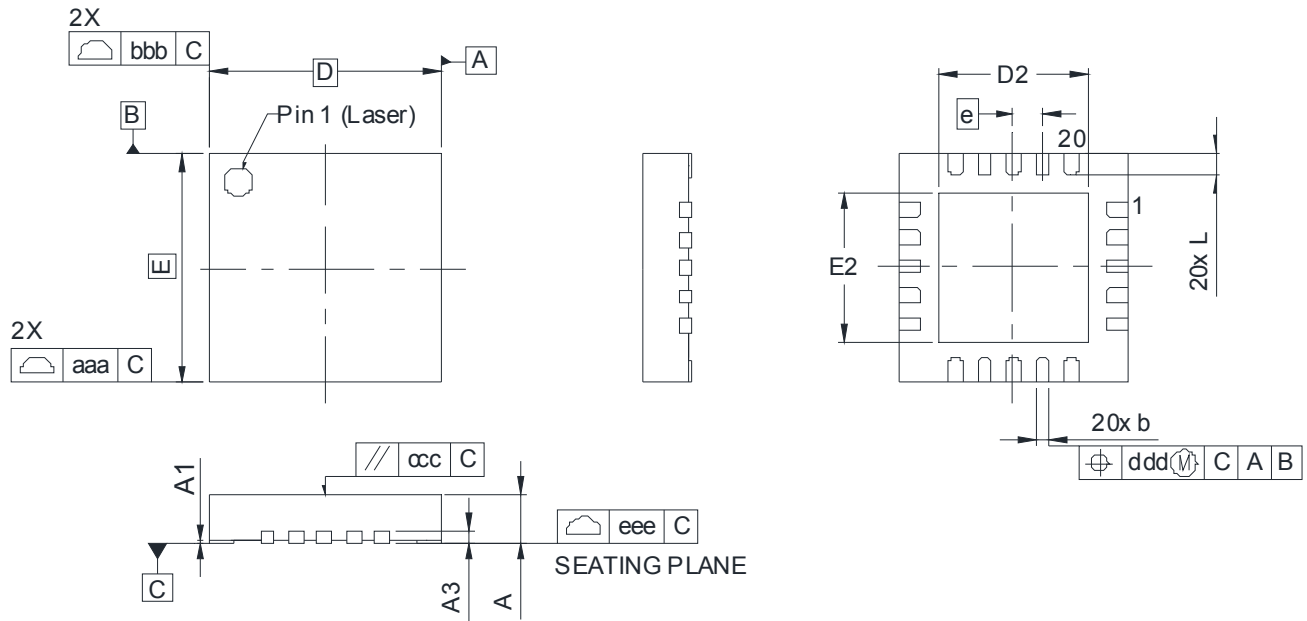 2X
bbb C
D
A
B
Pin 1 (Laser)
E
2X
aaa C
D2
e
20
1
E2
20x L
20x b
ddd M C A B
A1
ccc C
eee C
SEATING PLANE
C
A3
A